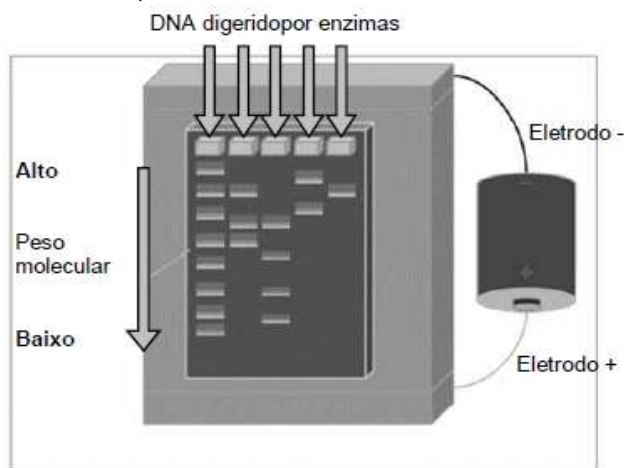 DNA digeridopor enzimas
Eletrodo -
Alto
Peso
molecular
Baixo
Eletrodo +